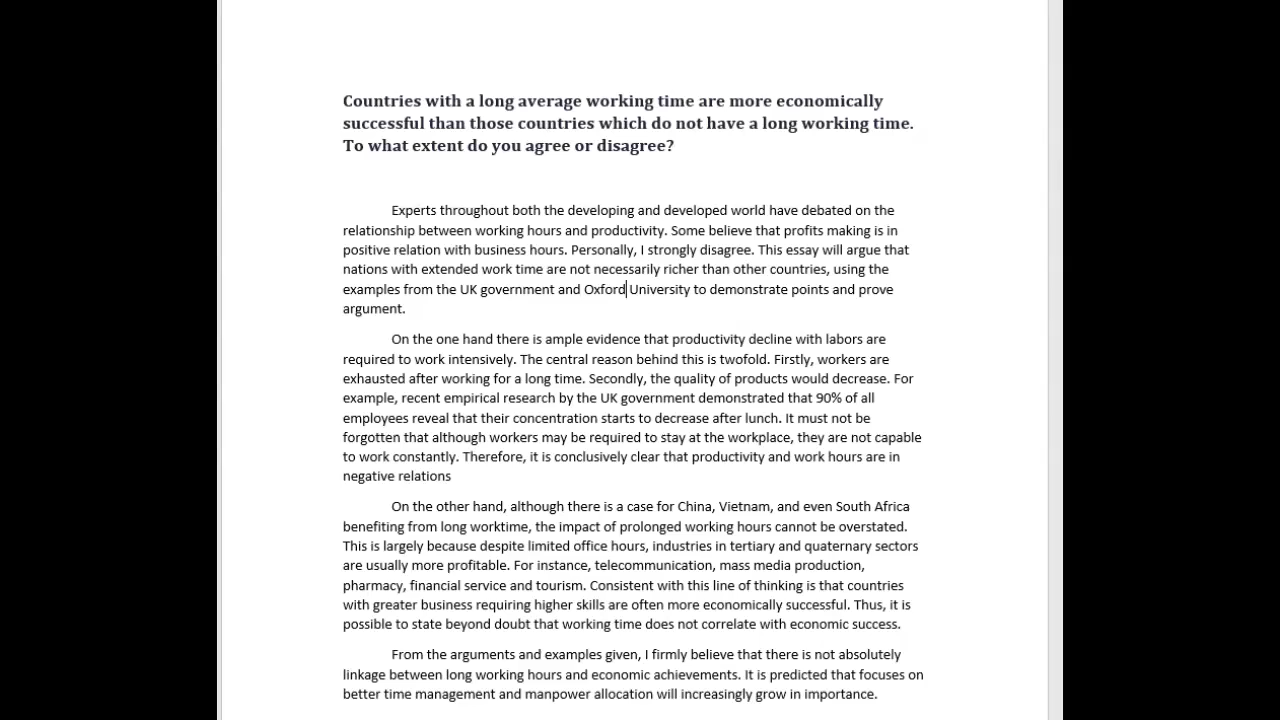 Countries with a long average working time are more economically
successful than those countries which do not have a long working time.
To what extent do you agree or disagree?
Experts throughout both the developing and developed world have debated on the
relationship between working hours and productivity. Some believe that profits making is in
positive relation with business hours. Personally, I strongly disagree. This essay will argue that
nations with extended work time are not necessarily richer than other countries, using the
examples from the UK government and Oxford University to demonstrate points and prove
argument.
On the one hand there is ample evidence that productivity decline with labors are
required to work intensively. The central reason behind this is twofold. Firstly, workers are
exhausted after working for a long time. Secondly, the quality of products would decrease. For
example, recent empirical research by the UK government demonstrated that 90% of all
employees reveal that their concentration starts to decrease after lunch. It must not be
forgotten that although workers may be required to stay at the workplace, they are not capable
to work constantly. Therefore, it is conclusively clear that productivity and work hours are in
negative relations
On the other hand, although there is a case for China, Vietnam, and even South Africa
benefiting from long worktime, the impact of prolonged working hours cannot be overstated.
This is largely because despite limited office hours, industries in tertiary and quaternary sectors
are usually more profitable. For instance, telecommunication, mass media production,
pharmacy, financial service and tourism. Consistent with this line of thinking is that countries
with greater business requiring higher skills are often more economically successful. Thus, it is
possible to state beyond doubt that working time does not correlate with economic success.
From the arguments and examples given, I firmly believe that there is not absolutely
linkage between long working hours and economic achievements. It is predicted that focuses on
better time management and manpower allocation will increasingly grow in importance.